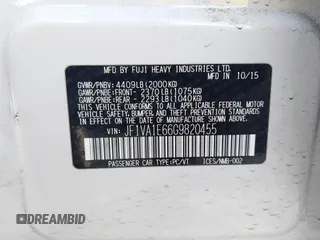 MFD BY FUJI HEAVY INDUSTRIES LTD. 10/15
GVWR/PNBV: 4409LB(2000KG)
GAWR/PNBE:FRONT- 2370LB(1075KG)
GAWR/PNBE:REAR - 2293LB(1040KG)
THIS VEHICLE CONFORMS TO ALL APPLICABLE
FEDERAL MOTOR VEHICLE
SAFETY, BUMPER, AND THEFT PREVENTION
STANDARDS IN EFFECT ON THE DATE OF
MANUFACTURE SHOWN ABOVE.
VIN: JF1VA1E66G9820455
PASSENGER CAR TYPE:PC/VT ICES/NMB-002
DREAMBID